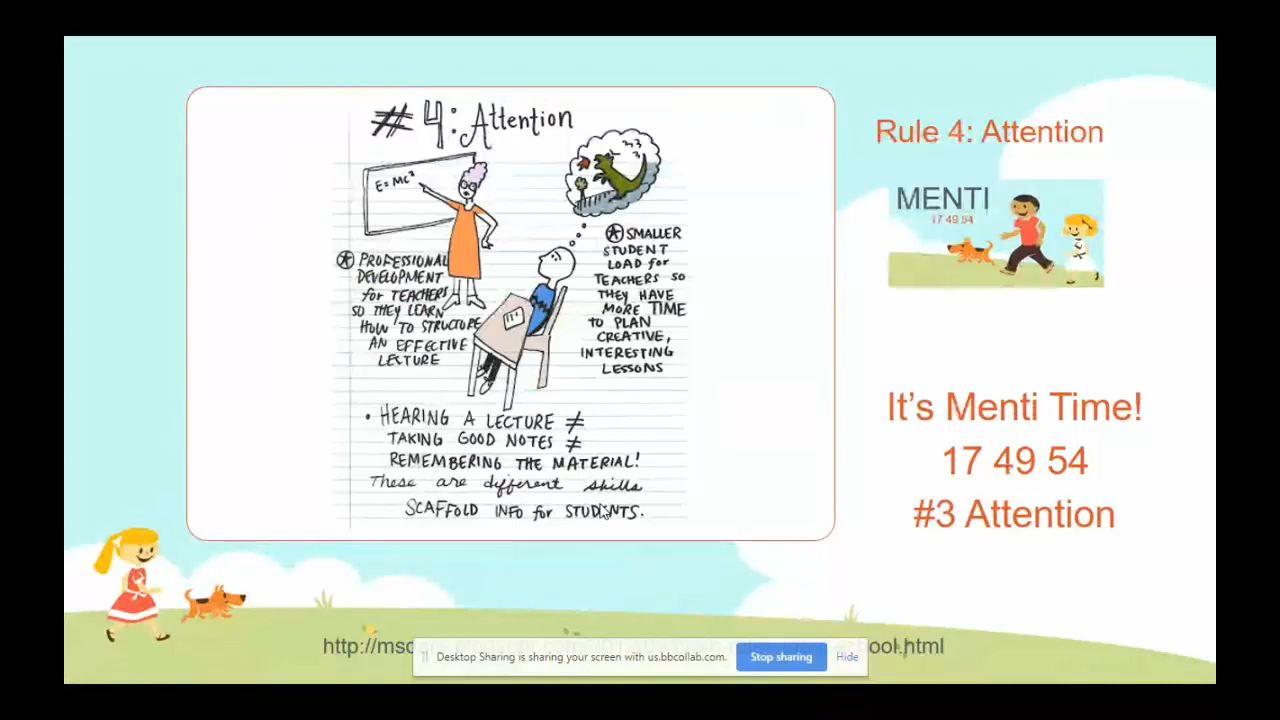 #4: Attention
E=MC²
PROFESSIONAL
DEVELOPMENT
for TEACHERS
SO THEY LEARN
HOW TO STRUCTURE
AN EFFECTIVE
LECTURE
SMALLER
STUDENT
LOAD for
TEACHERS SO
THEY HAVE
MORE TIME
TO PLAN
CREATIVE,
INTERESTING
LESSONS
• HEARING A LECTURE ≠
TAKING GOOD NOTES ≠
REMEMBERING THE MATERIAL!
These are different skills
SCAFFOLD INFO for STUDENTS.
Rule 4: Attention
MENTI
17 49 54
It's Menti Time!
17 49 54
#3 Attention
http://msd
ool.html
Desktop Sharing is sharing your screen with us.bbcollab.com.
Stop sharing
Hide